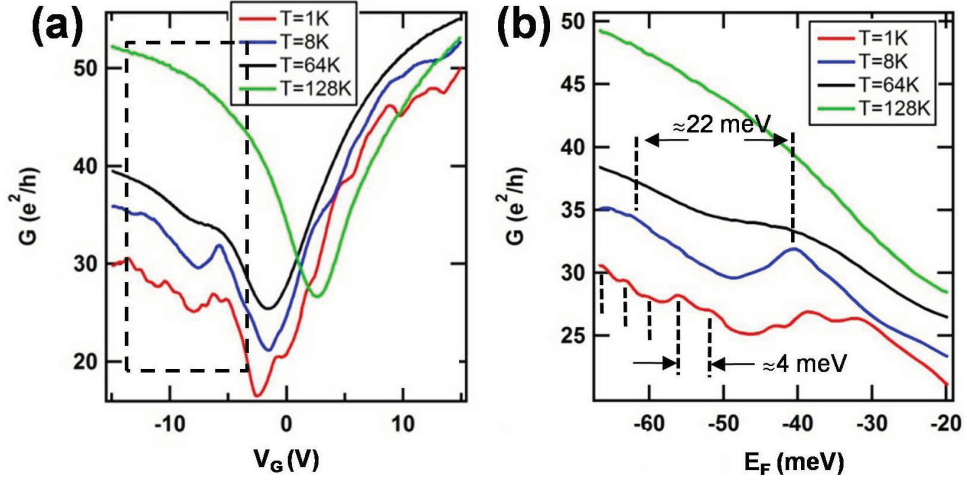 (a)
T=1K
T=8K
T=64K
T=128K
50
40
30
20
G (e²/h)
-10
0
10
V_G (V)
(b)
T=1K
T=8K
T=64K
T=128K
≈22 meV
≈4 meV
50
45
40
35
30
25
G (e²/h)
-60
-50
-40
-30
-20
E_F (meV)